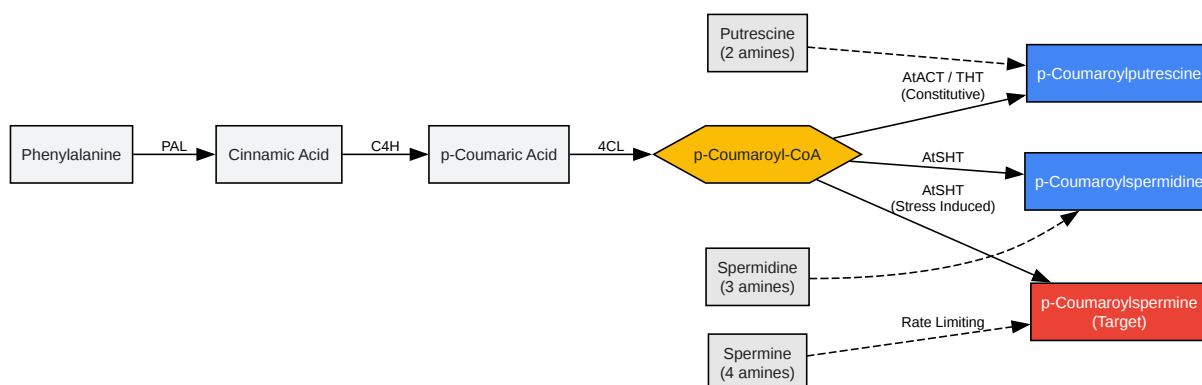 Phenylalanine
PAL
Cinnamic Acid
C4H
p-Coumaric Acid
4CL
p-Coumaroyl-CoA
Putrescine
(2 amines)
AtACT / THT
(Constitutive)
p-Coumaroylputrescine
AtSHT
p-Coumaroylspermidine
AtSHT
(Stress Induced)
Spermidine
(3 amines)
p-Coumaroylspermine
(Target)
Rate Limiting
Spermine
(4 amines)